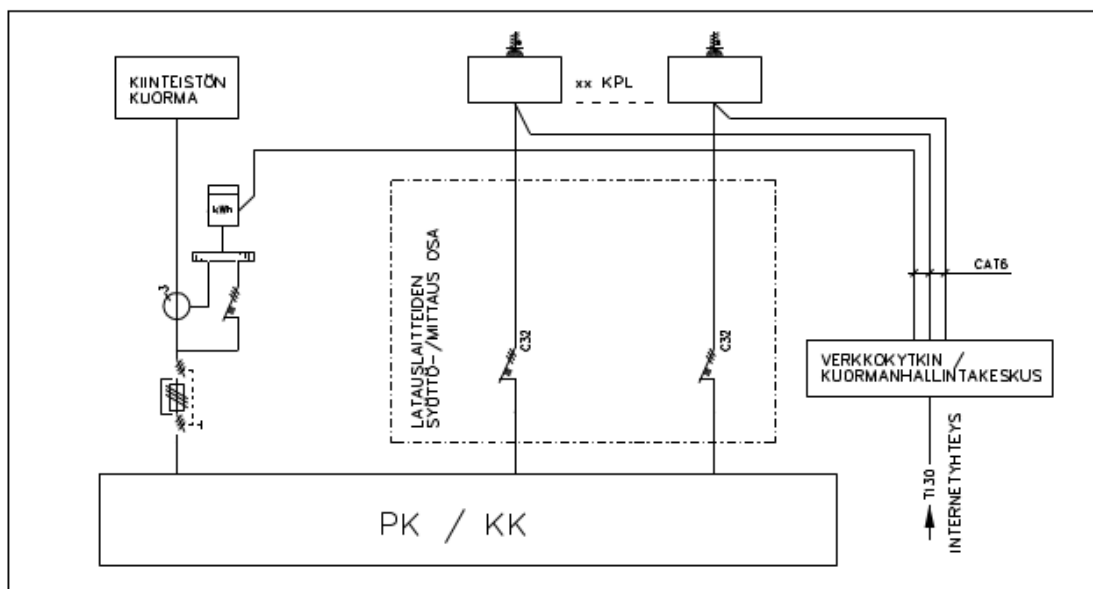 KIINTEISTÖN
KUORMA
xx KPL
kWh
3
LATAUSLAITTEIDEN
SYÖTTÖ-/MITTAUS OSA
C32
C32
CAT6
VERKKOKYTKIN /
KUORMANHALLINTAKESKUS
TI30
INTERNETYHTEYS
PK / KK